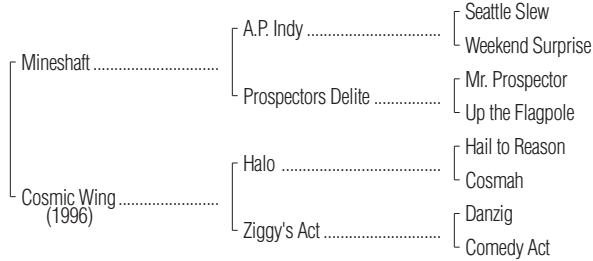 Seattle Slew
A.P. Indy ..............................
Weekend Surprise
Mineshaft ............................
Mr. Prospector
Prospectors Delite ...............
Up the Flagpole
Hail to Reason
Halo ....................................
Cosmah
Cosmic Wing ......................
(1996)
Danzig
Ziggy's Act ..........................
Comedy Act